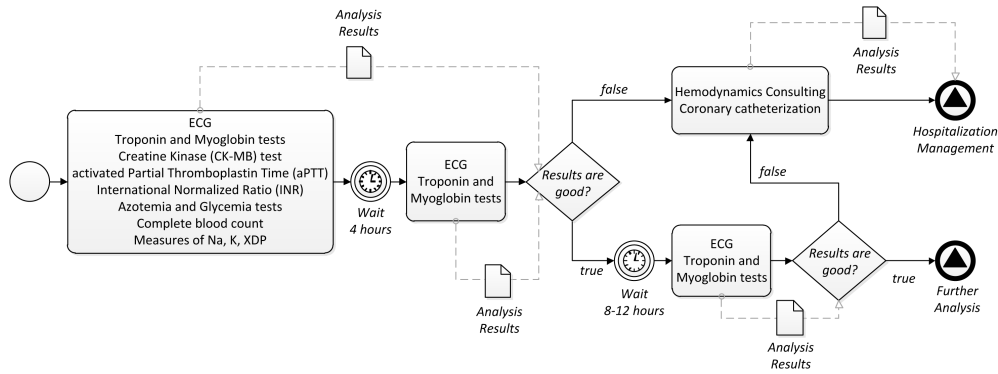 Analysis
Results
ECG
Troponin and Myoglobin tests
Creatine Kinase (CK-MB) test
activated Partial Thromboplastin Time (aPTT)
International Normalized Ratio (INR)
Azotemia and Glycemia tests
Complete blood count
Measures of Na, K, XDP
Wait
4 hours
ECG
Troponin and
Myoglobin tests
Analysis
Results
Results are
good?
false
true
Hemodynamics Consulting
Coronary catheterization
Analysis
Results
Hospitalization
Management
Wait
8-12 hours
ECG
Troponin and
Myoglobin tests
Analysis
Results
Results are
good?
false
true
Further
Analysis